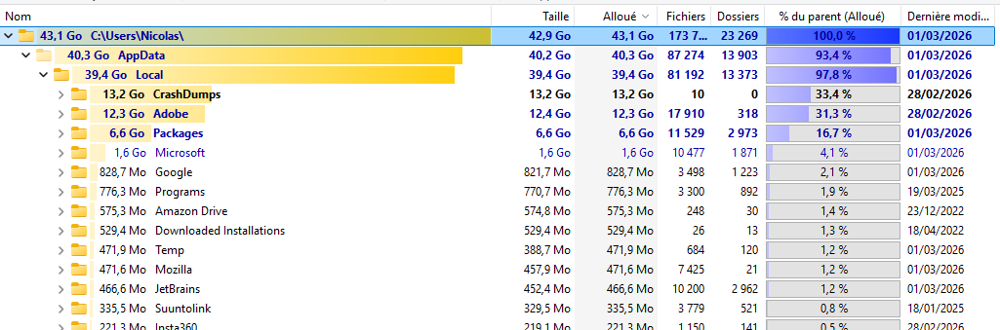 Nom Taille Alloué Fichiers Dossiers % du parent (Alloué) Dernière modi...
43,1 Go C:\Users\Nicolas\ 42,9 Go 43,1 Go 173 7... 23 269 100,0 % 01/03/2026
40,3 Go AppData 40,2 Go 40,3 Go 87 274 13 903 93,4 % 01/03/2026
39,4 Go Local 39,4 Go 39,4 Go 81 192 13 373 97,8 % 01/03/2026
13,2 Go CrashDumps 13,2 Go 13,2 Go 10 0 33,4 % 28/02/2026
12,3 Go Adobe 12,4 Go 12,3 Go 17 910 318 31,3 % 28/02/2026
6,6 Go Packages 6,6 Go 6,6 Go 11 529 2 973 16,7 % 01/03/2026
1,6 Go Microsoft 1,6 Go 1,6 Go 10 477 1 871 4,1 % 01/03/2026
828,7 Mo Google 821,7 Mo 828,7 Mo 3 498 1 223 2,1 % 01/03/2026
776,3 Mo Programs 770,7 Mo 776,3 Mo 3 300 892 1,9 % 19/03/2025
575,3 Mo Amazon Drive 574,8 Mo 575,3 Mo 248 30 1,4 % 23/12/2022
529,4 Mo Downloaded Installations 529,4 Mo 529,4 Mo 26 13 1,3 % 18/04/2022
471,9 Mo Temp 388,7 Mo 471,9 Mo 684 120 1,2 % 01/03/2026
471,6 Mo Mozilla 457,9 Mo 471,6 Mo 7 425 21 1,2 % 01/03/2026
466,6 Mo JetBrains 452,4 Mo 466,6 Mo 10 200 2 962 1,2 % 01/03/2026
335,5 Mo Suuntolink 329,5 Mo 335,5 Mo 3 779 521 0,8 % 18/01/2025
221,3 Mo Insta360 219,1 Mo 221,3 Mo 1 150 141 0,5 % 28/02/2026